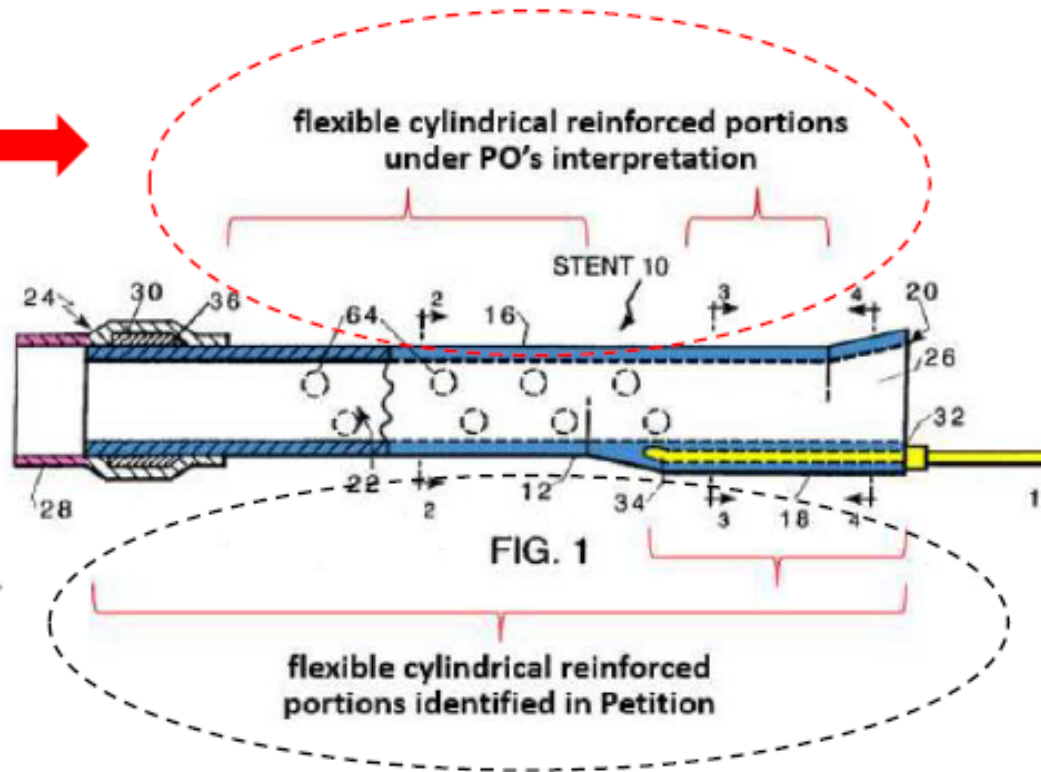 flexible cylindrical reinforced portions
under PO's interpretation
STENT 10
24 30 36 64 2 16 3 4 20
26
32
28 22 2 12 34 3 18 4 1
FIG. 1
flexible cylindrical reinforced
portions identified in Petition